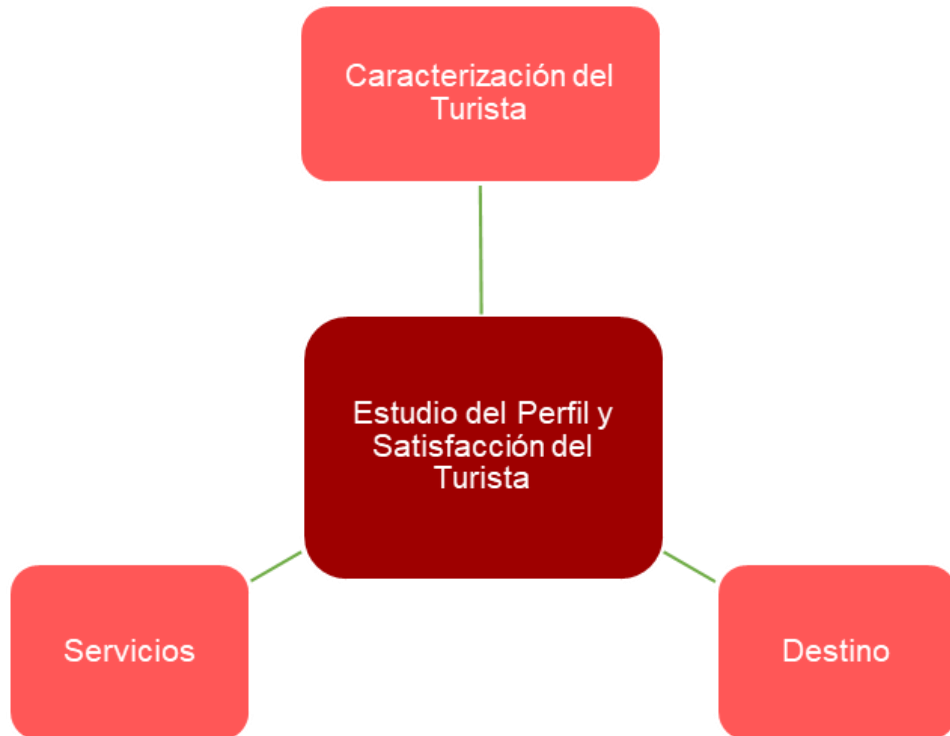 Caracterización del
Turista
Estudio del Perfil y
Satisfacción del
Turista
Servicios
Destino